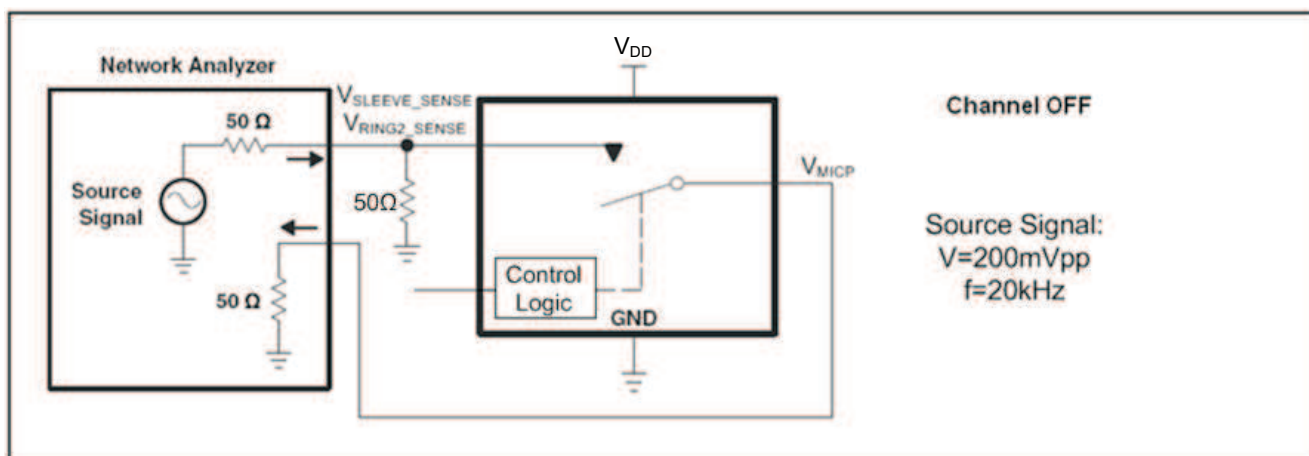 V_DD
Network Analyzer
V_SLEEVE_SENSE
Channel OFF
50 Ω
V_RING2_SENSE
V_MICP
Source
Signal
50Ω
Source Signal:
V=200mVpp
f=20kHz
50 Ω
Control
Logic
GND